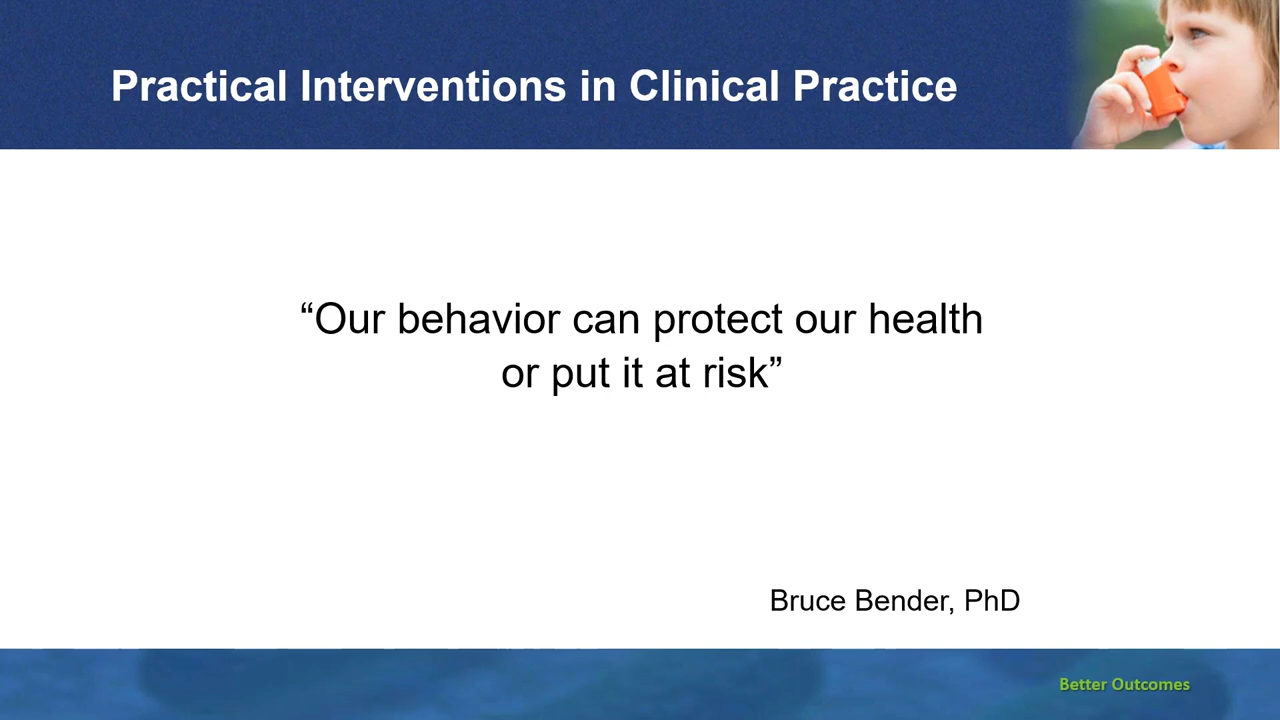 Practical Interventions in Clinical Practice
“Our behavior can protect our health
or put it at risk”
Bruce Bender, PhD
Better Outcomes